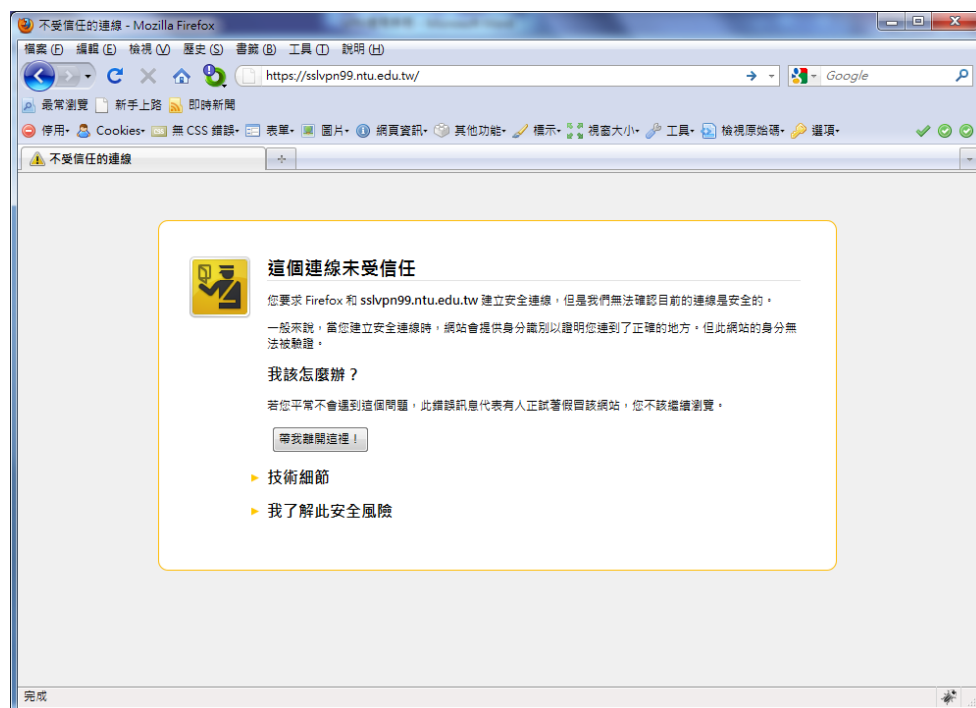 不受信任的連線 - Mozilla Firefox
檔案(F) 編輯(E) 檢視(V) 歷史(S) 書籤(B) 工具(T) 說明(H)
https://sslvpn99.ntu.edu.tw/ Google
最常瀏覽 新手上路 即時新聞
停用 Cookies 無 CSS 錯誤 表單 圖片 網頁資訊 其他功能 標示 視窗大小 工具 檢視原始碼 選項
不受信任的連線
這個連線未受信任
您要求 Firefox 和 sslvpn99.ntu.edu.tw 建立安全連線,但是我們無法確認目前的連線是安全的。
一般來說,當您建立安全連線時,網站會提供身分識別以證明您連到了正確的地方。但此網站的身分無
法被驗證。
我該怎麼辦?
若您平常不會遇到這個問題,此錯誤訊息代表有人正試著假冒該網站,您不該繼續瀏覽。
帶我離開這裡!
技術細節
我了解此安全風險
完成